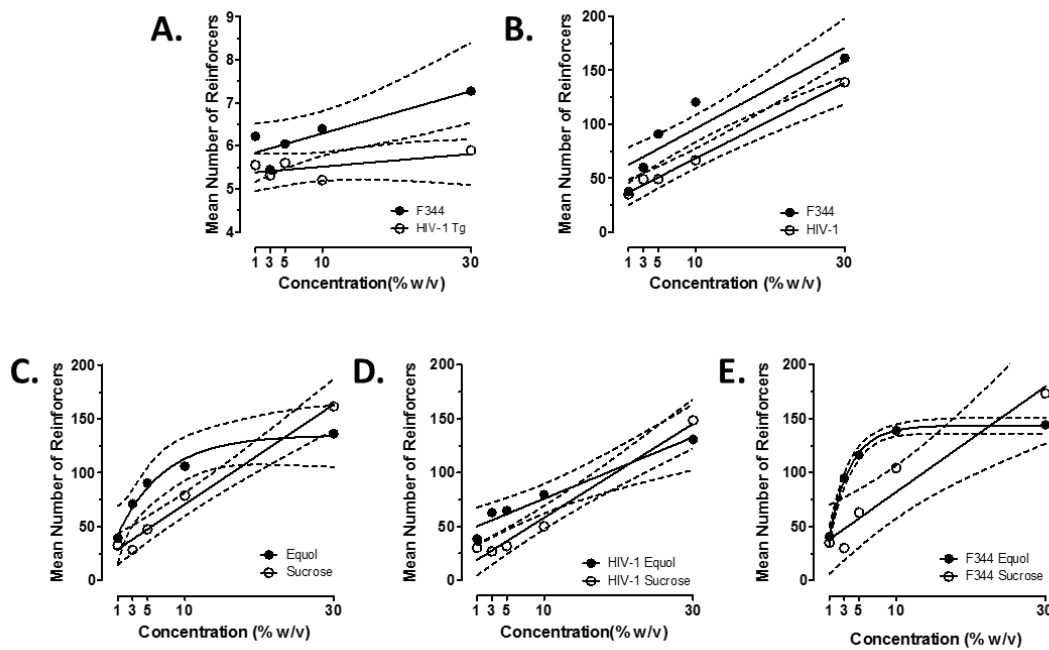 A.
Mean Number of Reinforcers
9
8
7
6
5
4
F344
HIV-1 Tg
1 3 5 10 30
Concentration(% w/v)
B.
Mean Number of Reinforcers
200
150
100
50
0
F344
HIV-1
1 3 5 10 30
Concentration (% w/v)
C.
Mean Number of Reinforcers
200
150
100
50
0
Equol
Sucrose
1 3 5 10 30
Concentration (% w/v)
D.
Mean Number of Reinforcers
200
150
100
50
0
HIV-1 Equol
HIV-1 Sucrose
1 3 5 10 30
Concentration(% w/v)
E.
Mean Number of Reinforcers
200
150
100
50
0
F344 Equol
F344 Sucrose
1 3 5 10 30
Concentration (% w/v)